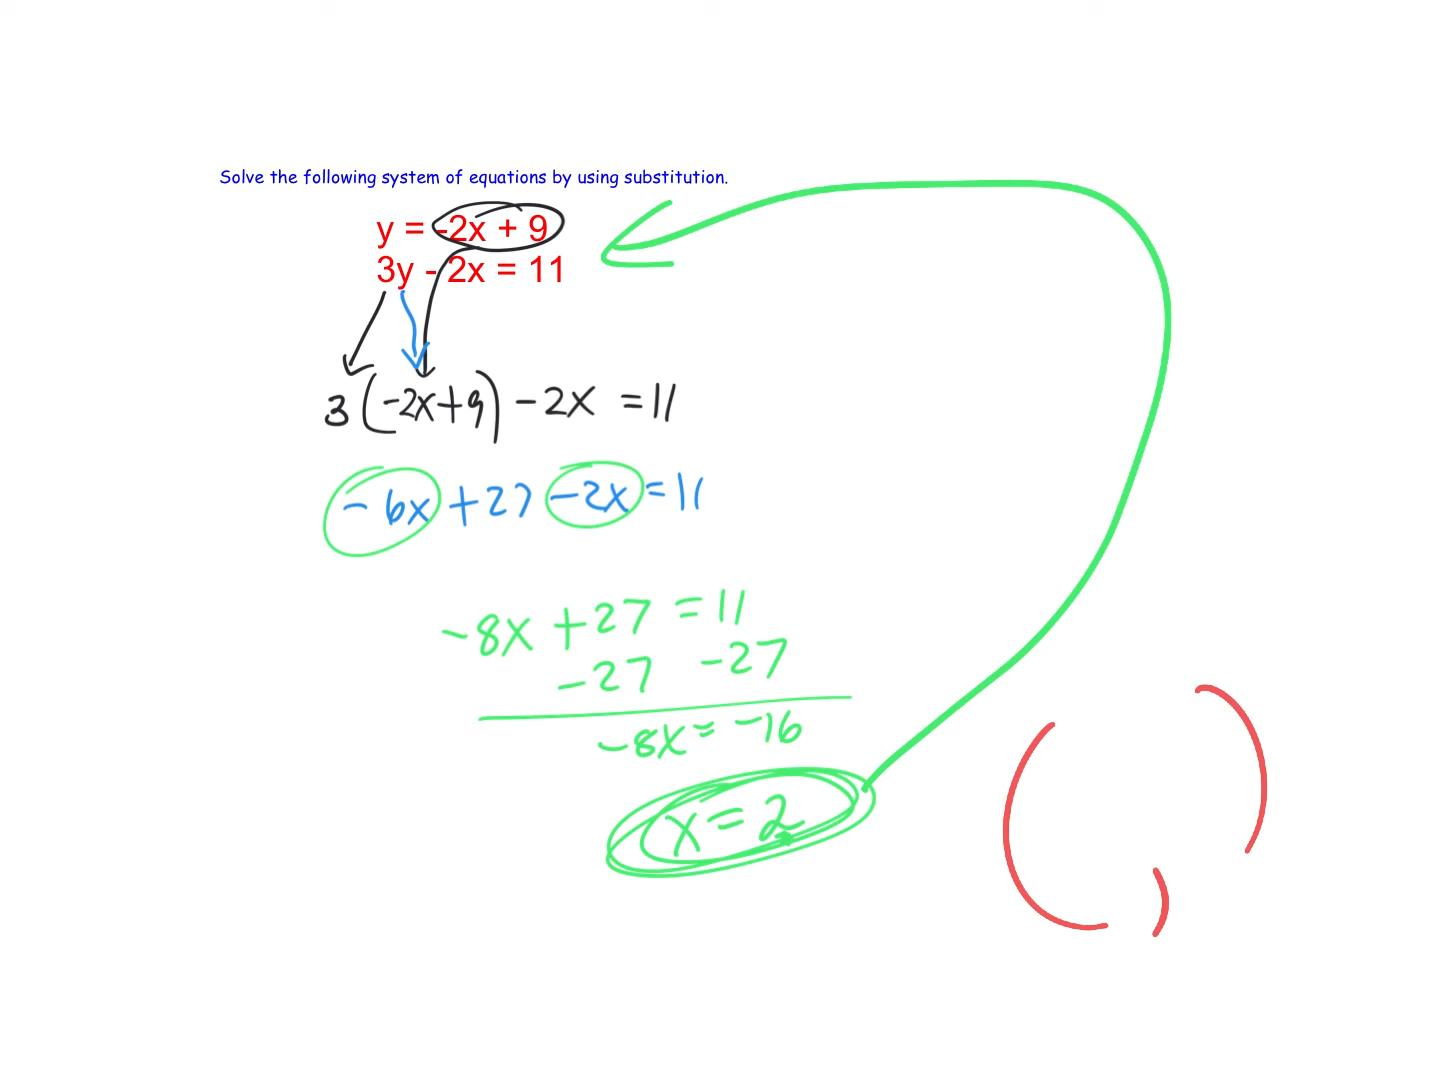 Solve the following system of equations by using substitution.
y = -2x + 9
3y - 2x = 11
3(-2x+9) -2x = 11
-6x +27 -2x = 11
-8x +27 = 11
-27 -27
-8x = -16
x = 2
( , )